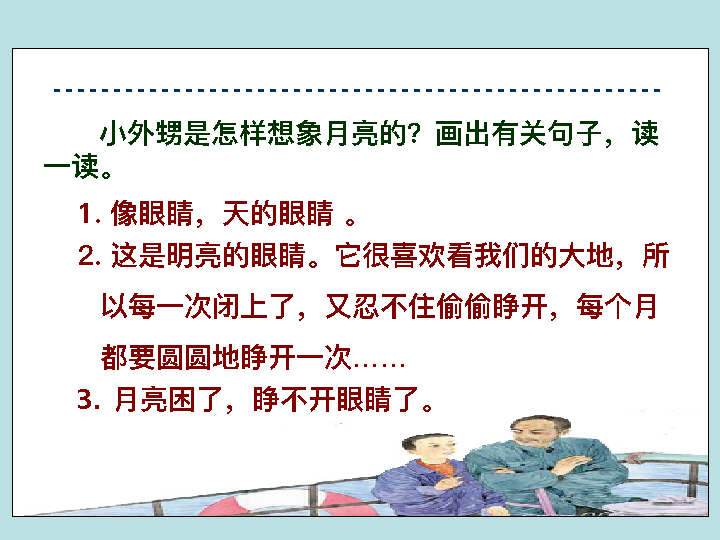 小外甥是怎样想象月亮的？画出有关句子，读
一读。
1. 像眼睛，天的眼睛 。
2. 这是明亮的眼睛。它很喜欢看我们的大地，所
以每一次闭上了，又忍不住偷偷睁开，每个月
都要圆圆地睁开一次……
3. 月亮困了，睁不开眼睛了。